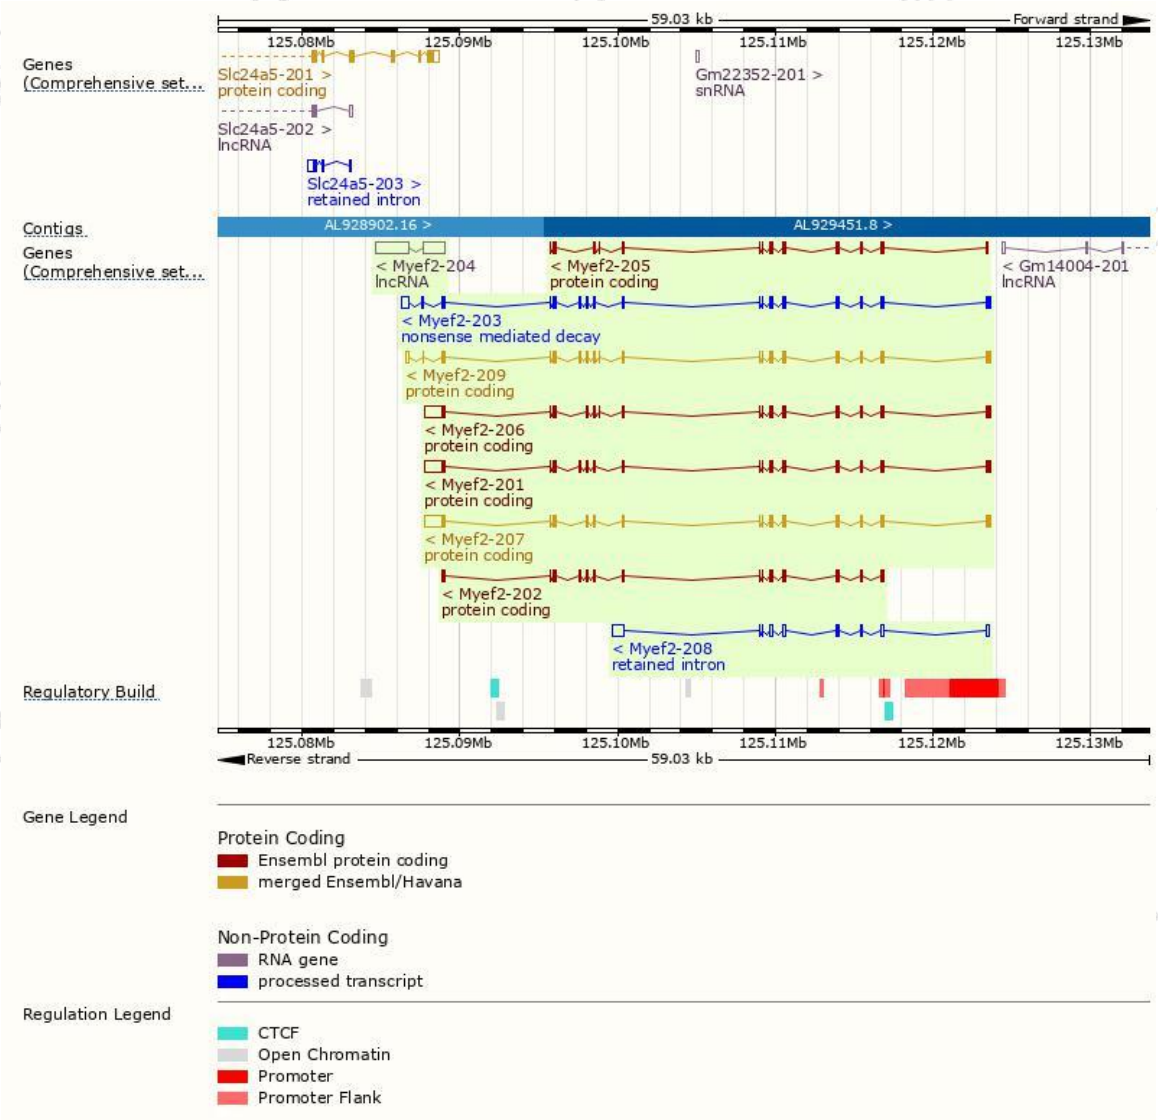 59.03 kb
Forward strand
125.08Mb 125.09Mb 125.10Mb 125.11Mb 125.12Mb 125.13Mb
Genes
(Comprehensive set...
Slc24a5-201 >
protein coding
Gm22352-201 >
snRNA
Slc24a5-202 >
lncRNA
Slc24a5-203 >
retained intron
Contigs
AL928902.16 >
AL929451.8 >
Genes
(Comprehensive set...
< Myef2-204
lncRNA
< Myef2-205
protein coding
< Gm14004-201
lncRNA
< Myef2-203
nonsense mediated decay
< Myef2-209
protein coding
< Myef2-206
protein coding
< Myef2-201
protein coding
< Myef2-207
protein coding
< Myef2-202
protein coding
< Myef2-208
retained intron
Regulatory Build
125.08Mb 125.09Mb 125.10Mb 125.11Mb 125.12Mb 125.13Mb
Reverse strand
59.03 kb
Gene Legend
Protein Coding
Ensembl protein coding
merged Ensembl/Havana
Non-Protein Coding
RNA gene
processed transcript
Regulation Legend
CTCF
Open Chromatin
Promoter
Promoter Flank